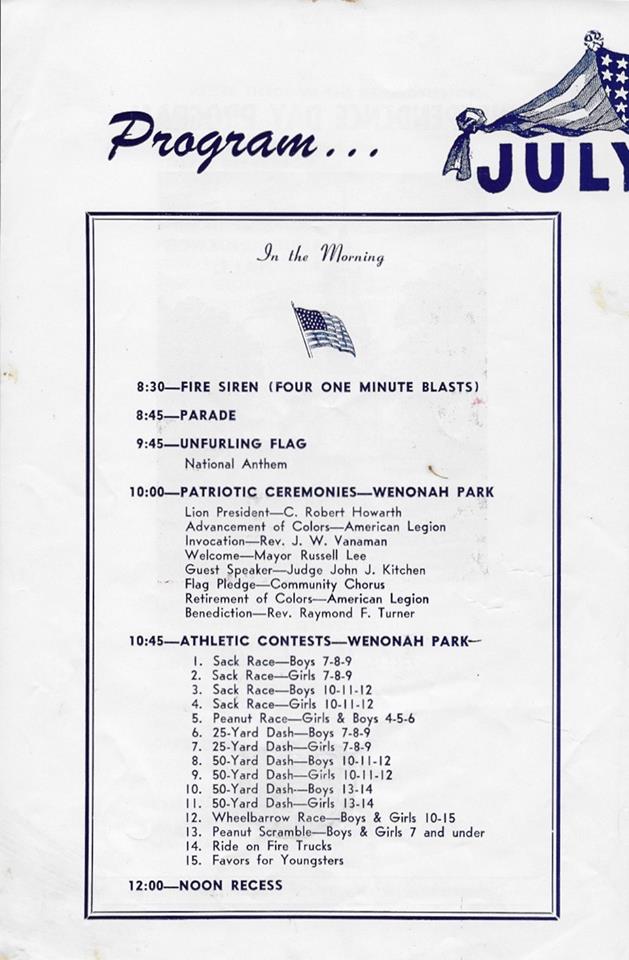 Program...
JULY
In the Morning
8:30—FIRE SIREN (FOUR ONE MINUTE BLASTS)
8:45—PARADE
9:45—UNFURLING FLAG
National Anthem
10:00—PATRIOTIC CEREMONIES—WENONAH PARK
Lion President—C. Robert Howarth
Advancement of Colors—American Legion
Invocation—Rev. J. W. Vanaman
Welcome—Mayor Russell Lee
Guest Speaker—Judge John J. Kitchen
Flag Pledge—Community Chorus
Retirement of Colors—American Legion
Benediction—Rev. Raymond F. Turner
10:45—ATHLETIC CONTESTS—WENONAH PARK
1. Sack Race—Boys 7-8-9
2. Sack Race—Girls 7-8-9
3. Sack Race—Boys 10-11-12
4. Sack Race—Girls 10-11-12
5. Peanut Race—Girls & Boys 4-5-6
6. 25-Yard Dash—Boys 7-8-9
7. 25-Yard Dash—Girls 7-8-9
8. 50-Yard Dash—Boys 10-11-12
9. 50-Yard Dash—Girls 10-11-12
10. 50-Yard Dash—Boys 13-14
11. 50-Yard Dash—Girls 13-14
12. Wheelbarrow Race—Boys & Girls 10-15
13. Peanut Scramble—Boys & Girls 7 and under
14. Ride on Fire Trucks
15. Favors for Youngsters
12:00—NOON RECESS